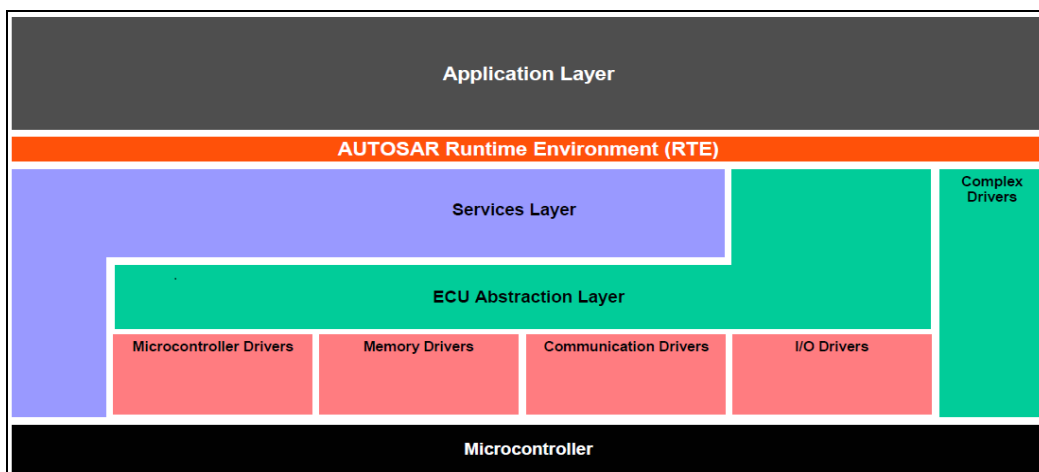 Application Layer
AUTOSAR Runtime Environment (RTE)
Complex
Drivers
Services Layer
ECU Abstraction Layer
Microcontroller Drivers
Memory Drivers
Communication Drivers
I/O Drivers
Microcontroller